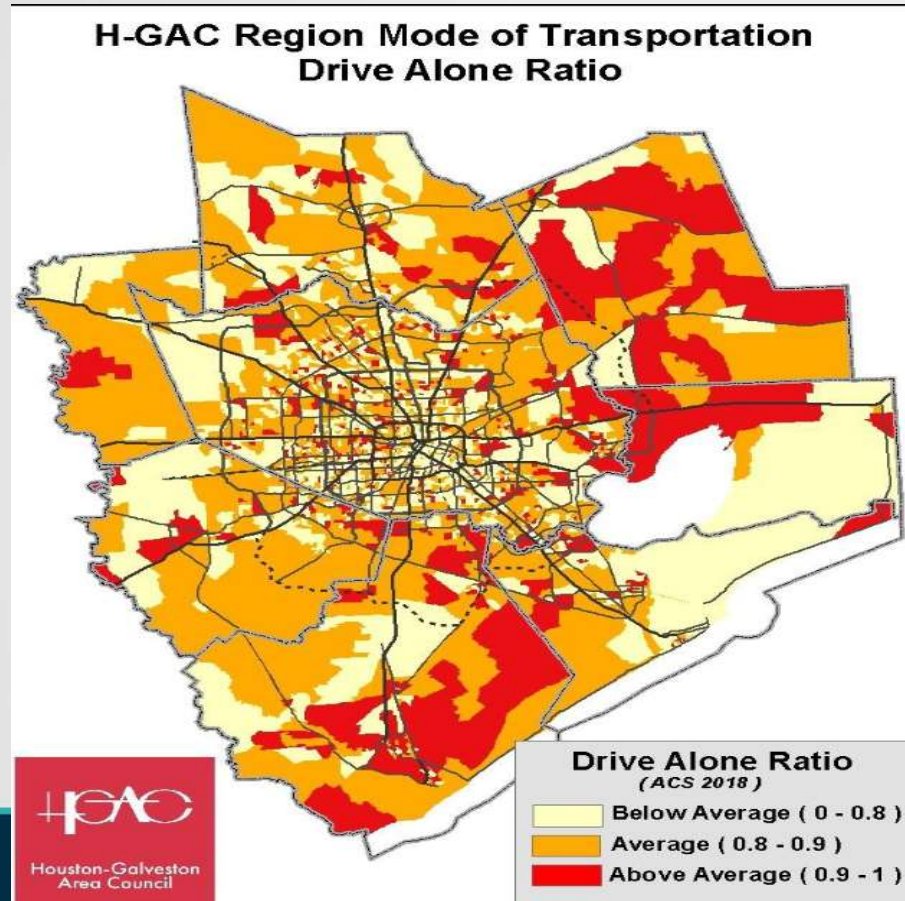 H-GAC Region Mode of Transportation
Drive Alone Ratio
Drive Alone Ratio
(ACS 2018)
Below Average ( 0 - 0.8 )
Average ( 0.8 - 0.9)
Above Average ( 0.9 - 1 )
HGAC
Houston-Galveston
Area Council